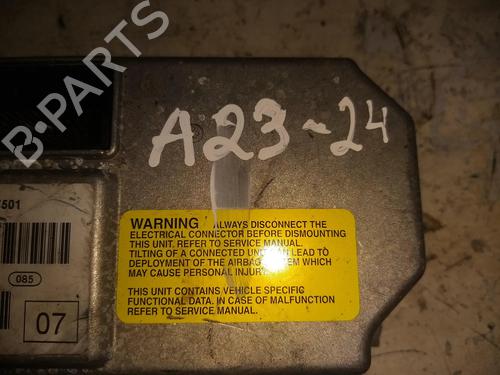 B-PARTS
A23-24
501
085
07
WARNING ALWAYS DISCONNECT THE
ELECTRICAL CONNECTOR BEFORE DISMOUNTING
THIS UNIT. REFER TO SERVICE MANUAL.
TILTING OF A CONNECTED UNIT CAN LEAD TO
DEPLOYMENT OF THE AIRBAG SYSTEM WHICH
MAY CAUSE PERSONAL INJURY.
THIS UNIT CONTAINS VEHICLE SPECIFIC
FUNCTIONAL DATA. IN CASE OF MALFUNCTION
REFER TO SERVICE MANUAL.